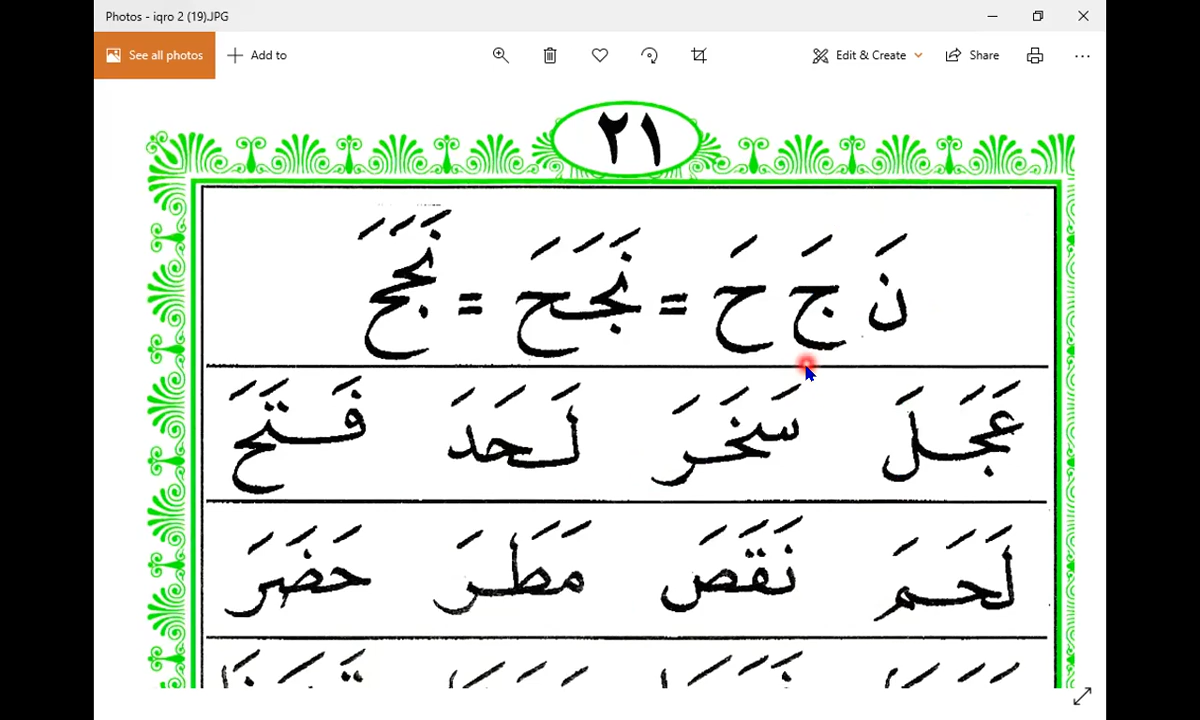 Photos - iqro 2 (19).JPG
See all photos Add to Edit & Create Share
٢١
نَ جَ حَ = نَجَحَ = نَجَحَ
عَجَلَ سَخَرَ لَحَدَ فَتَحَ
لَحَمَ نَقَصَ مَطَرَ حَضَرَ